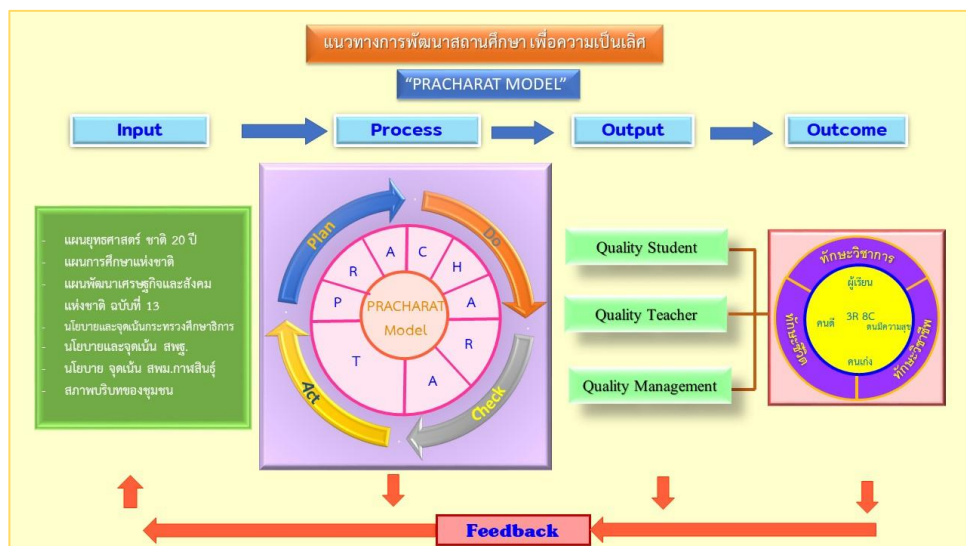 แนวทางการพัฒนาสถานศึกษา เพื่อความเป็นเลิศ
“PRACHARAT MODEL”
Input
Process
Output
Outcome
- แผนยุทธศาสตร์ ชาติ 20 ปี
- แผนการศึกษาแห่งชาติ
- แผนพัฒนาเศรษฐกิจและสังคม
แห่งชาติ ฉบับที่ 13
- นโยบายและจุดเน้นกระทรวงศึกษาธิการ
- นโยบายและจุดเน้น สพฐ.
- นโยบาย จุดเน้น สพม.กาฬสินธุ์
- สภาพบริบทของชุมชน
Plan
Do
Check
Act
P
R
A
C
H
A
R
A
T
PRACHARAT
Model
Quality Student
Quality Teacher
Quality Management
ทักษะวิชาการ
ทักษะชีวิต
ทักษะวิชาชีพ
ผู้เรียน
3R 8C
คนดี
คนมีความสุข
คนเก่ง
Feedback